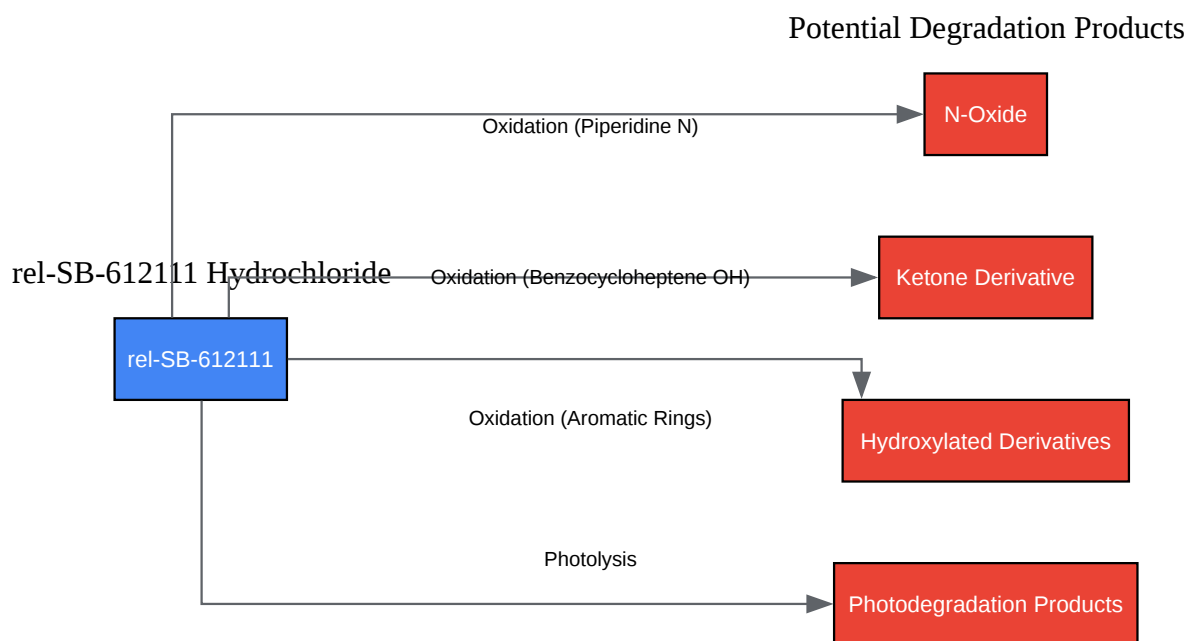 Potential Degradation Products
N-Oxide
Oxidation (Piperidine N)
rel-SB-612111 Hydrochloride
Oxidation (Benzocycloheptene OH)
Ketone Derivative
rel-SB-612111
Oxidation (Aromatic Rings)
Hydroxylated Derivatives
Photolysis
Photodegradation Products